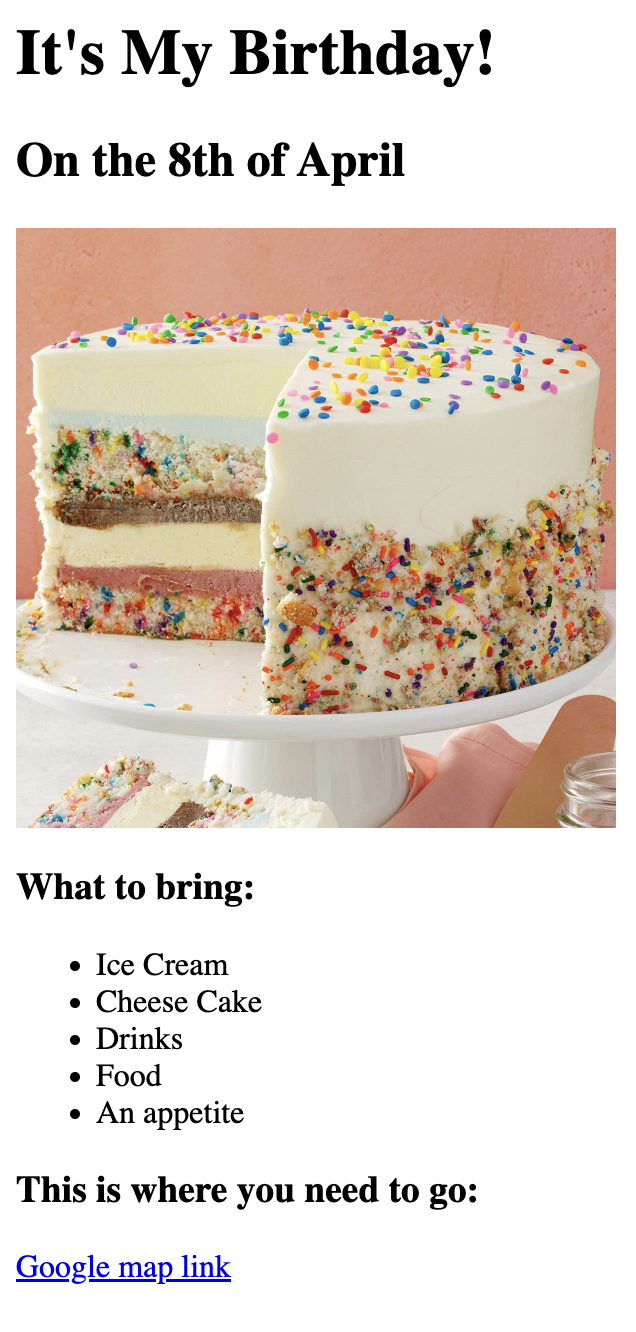 It's My Birthday!
On the 8th of April
What to bring:
Ice Cream
Cheese Cake
Drinks
Food
An appetite
This is where you need to go:
Google map link